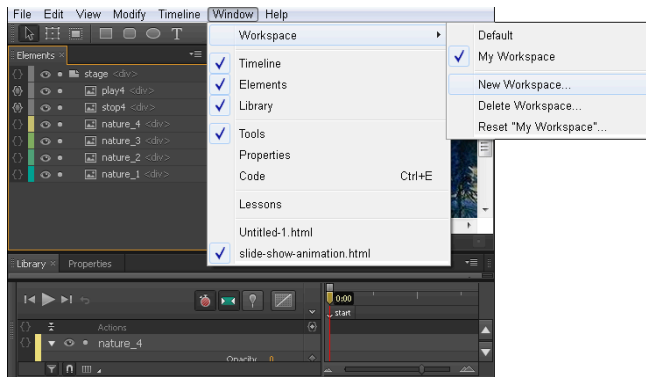 File Edit View Modify Timeline Window Help
T
Elements ×
stage <div>
play4 <div>
stop4 <div>
nature_4 <div>
nature_3 <div>
nature_2 <div>
nature_1 <div>
Workspace
Timeline
Elements
Library
Tools
Properties
Code Ctrl+E
Lessons
Untitled-1.html
slide-show-animation.html
Default
My Workspace
New Workspace...
Delete Workspace...
Reset "My Workspace"...
Library × Properties
0:00
start
Actions
nature_4
Opacity 0